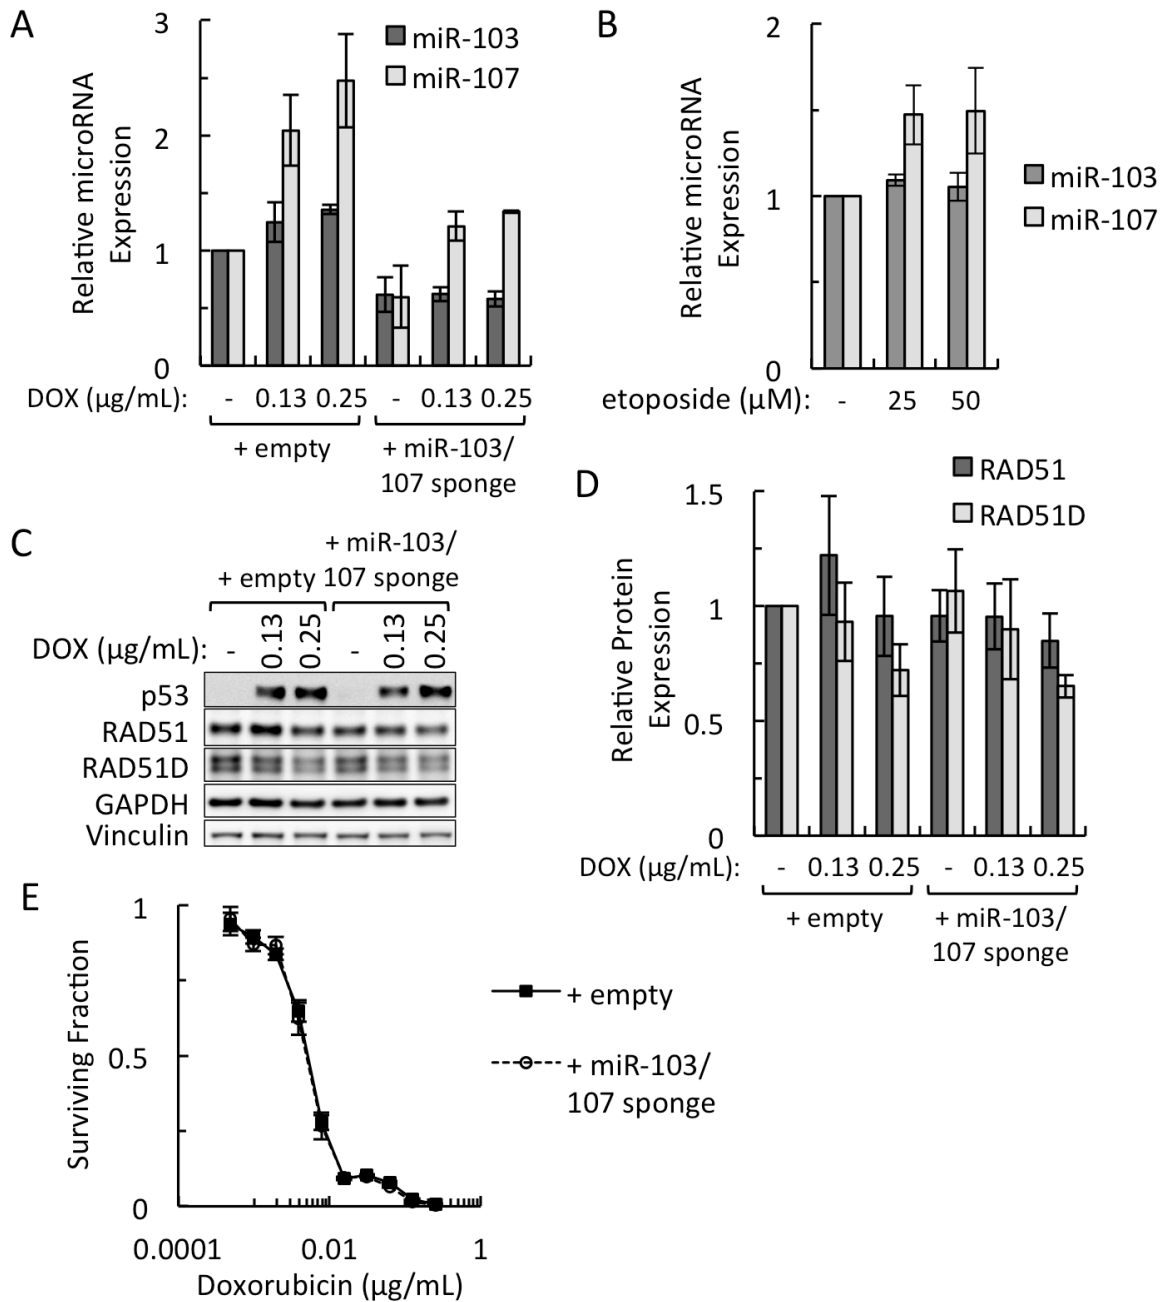 A
3
2
1
0
Relative microRNA
Expression
miR-103
miR-107
DOX (μg/mL): - 0.13 0.25 - 0.13 0.25
+ empty + miR-103/
107 sponge
B
2
1
0
Relative microRNA
Expression
miR-103
miR-107
etoposide (μM): - 25 50
C
+ miR-103/
+ empty 107 sponge
DOX (μg/mL): - 0.13 0.25 - 0.13 0.25
p53
RAD51
RAD51D
GAPDH
Vinculin
D
RAD51
RAD51D
1.5
1
0.5
0
Relative Protein
Expression
DOX (μg/mL): - 0.13 0.25 - 0.13 0.25
+ empty + miR-103/
107 sponge
E
1
0.5
0
Surviving Fraction
+ empty
+ miR-103/
107 sponge
0.0001 0.01 1
Doxorubicin (μg/mL)